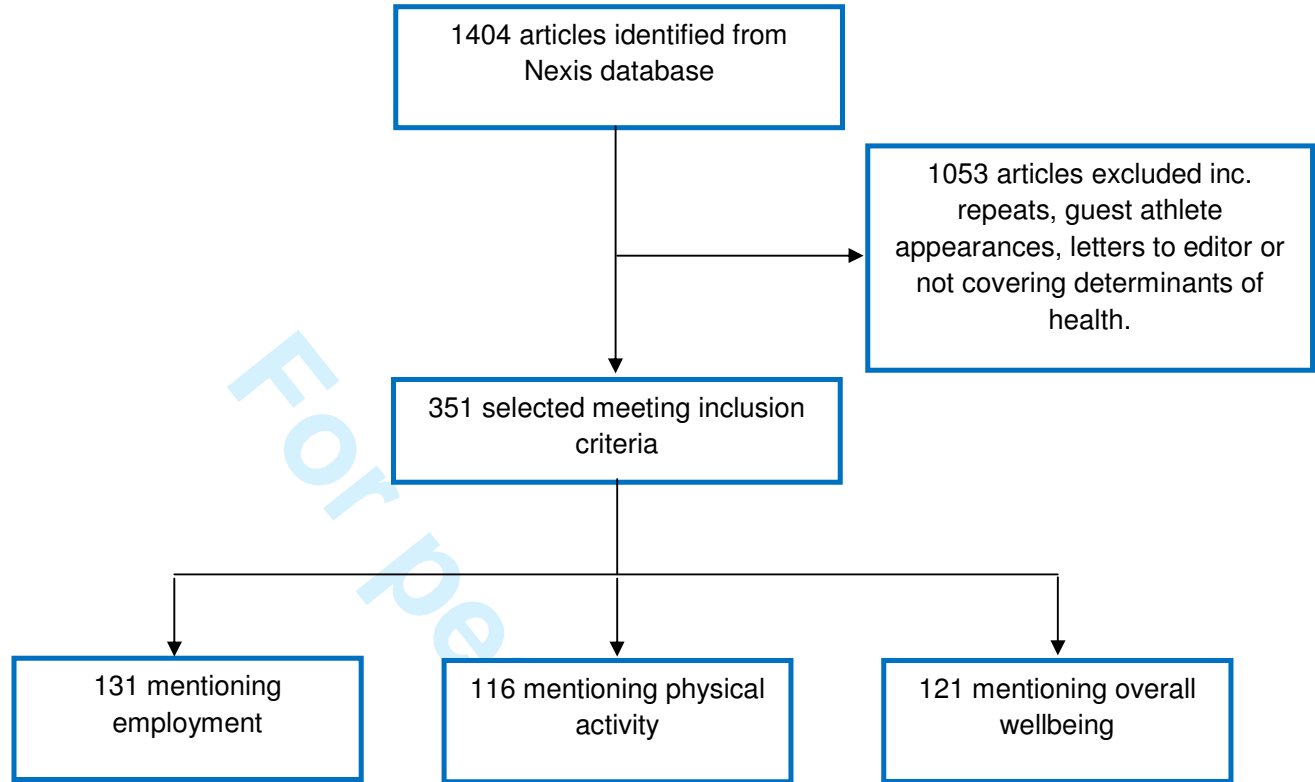 1404 articles identified from
Nexis database
1053 articles excluded inc.
repeats, guest athlete
appearances, letters to editor or
not covering determinants of
health.
351 selected meeting inclusion
criteria
For pe
131 mentioning
employment
116 mentioning physical
activity
121 mentioning overall
wellbeing